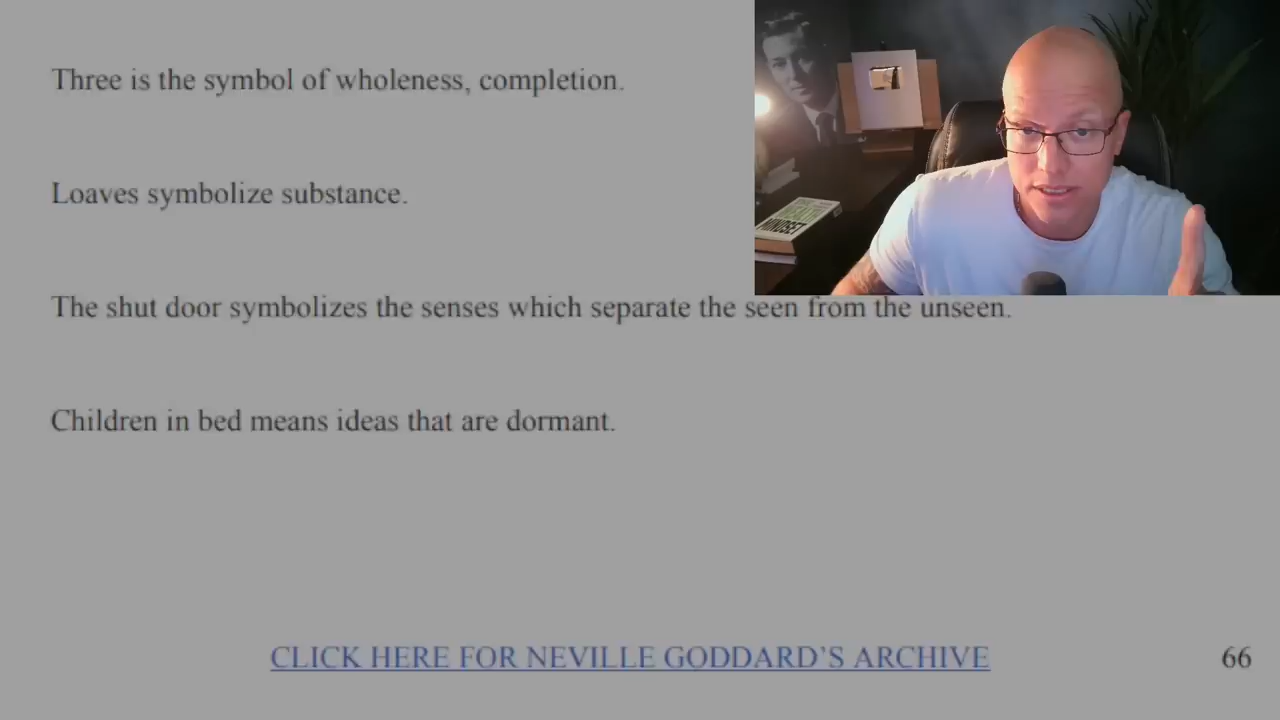 Three is the symbol of wholeness, completion.
Loaves symbolize substance.
MINDSET
The shut door symbolizes the senses which separate the seen from the unseen.
Children in bed means ideas that are dormant.
CLICK HERE FOR NEVILLE GODDARD'S ARCHIVE
66